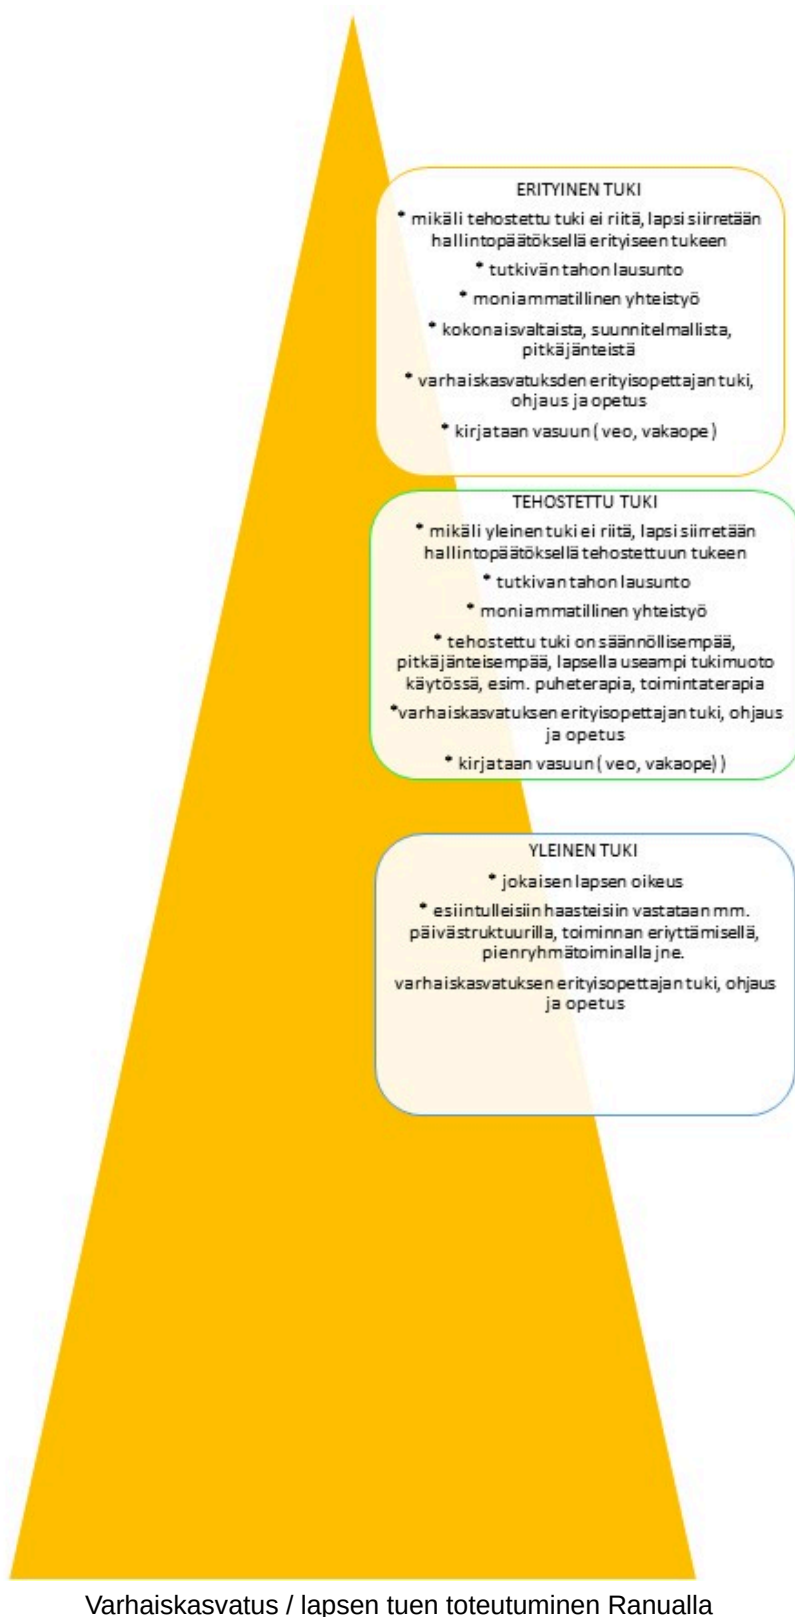 ERITYINEN TUKI
* mikäli tehostettu tuki ei riitä, lapsi siirretään
hallintopäätöksellä erityiseen tukeen
* tutkivän tahon lausunto
* moniammatillinen yhteistyö
* kokonaisvaltaista, suunnitelmallista,
pitkäjänteistä
* varhaiskasvatuksden erityisopettajan tuki,
ohjaus ja opetus
* kirjataan vasuun ( veo, vakaope )
TEHOSTETTU TUKI
* mikäli yleinen tuki ei riitä, lapsi siirretään
hallintopäätöksellä tehostettuun tukeen
* tutkivan tahon lausunto
* moniammatillinen yhteistyö
* tehostettu tuki on säännöllisempää,
pitkäjänteisempää, lapsella useampi tukimuoto
käytössä, esim. puheterapia, toimintaterapia
*varhaiskasvatuksen erityisopettajan tuki, ohjaus
ja opetus
* kirjataan vasuun ( veo, vakaope) )
YLEINEN TUKI
* jokaisen lapsen oikeus
* esiintulleisiin haasteisiin vastataan mm.
päivästruktuurilla, toiminnan eriyttämisellä,
pienryhmätoiminalla jne.
varhaiskasvatuksen erityisopettajan tuki, ohjaus
ja opetus
Varhaiskasvatus / lapsen tuen toteutuminen Ranualla